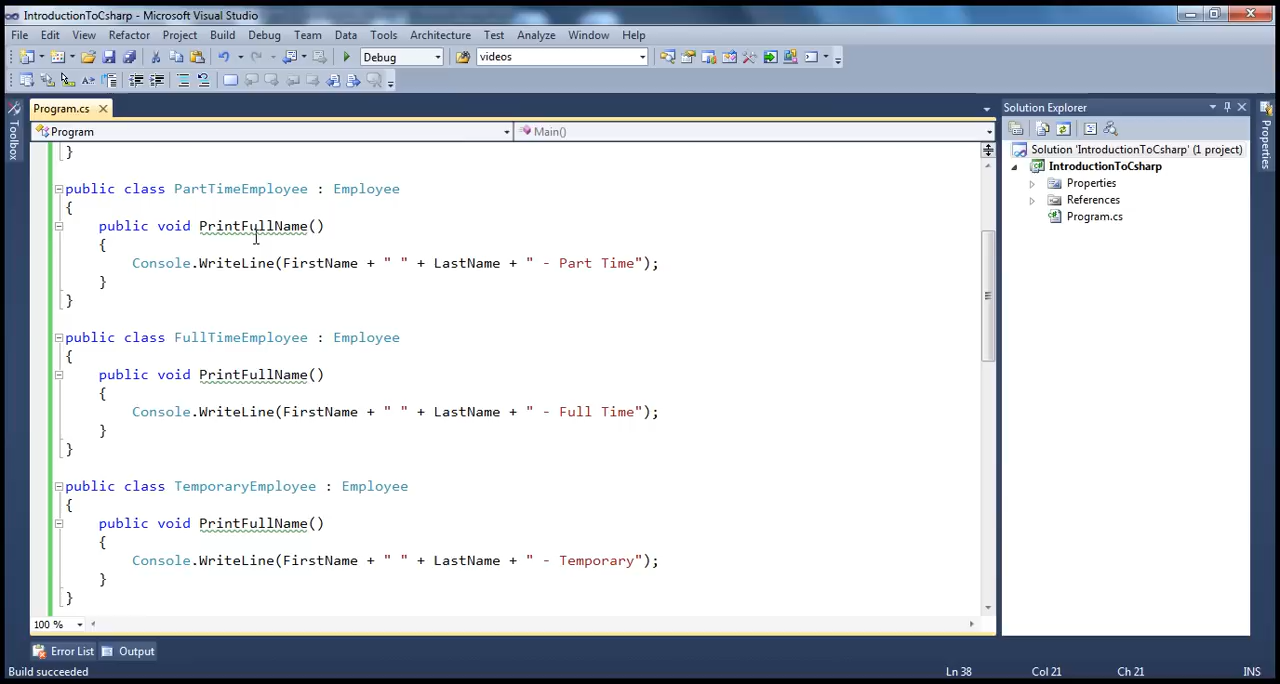 IntroductionToCsharp - Microsoft Visual Studio
File Edit View Refactor Project Build Debug Team Data Tools Architecture Test Analyze Window Help
Debug videos
Program.cs
Program Main()
}
public class PartTimeEmployee : Employee
{
public void PrintFullName()
{
Console.WriteLine(FirstName + " " + LastName + " - Part Time");
}
}
public class FullTimeEmployee : Employee
{
public void PrintFullName()
{
Console.WriteLine(FirstName + " " + LastName + " - Full Time");
}
}
public class TemporaryEmployee : Employee
{
public void PrintFullName()
{
Console.WriteLine(FirstName + " " + LastName + " - Temporary");
}
}
100 %
Toolbox
Solution Explorer
Solution 'IntroductionToCsharp' (1 project)
IntroductionToCsharp
Properties
References
Program.cs
Properties
Error List Output
Build succeeded Ln 38 Col 21 Ch 21 INS